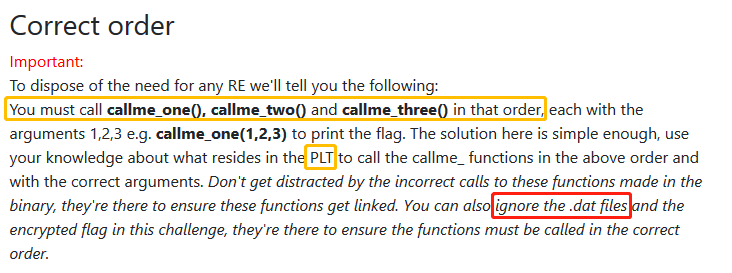 Correct order
Important:
To dispose of the need for any RE we'll tell you the following:
You must call callme_one(), callme_two() and callme_three() in that order, each with the
arguments 1,2,3 e.g. callme_one(1,2,3) to print the flag. The solution here is simple enough, use
your knowledge about what resides in the PLT to call the callme_ functions in the above order and
with the correct arguments. Don't get distracted by the incorrect calls to these functions made in the
binary, they're there to ensure these functions get linked. You can also ignore the .dat files and the
encrypted flag in this challenge, they're there to ensure the functions must be called in the correct
order.